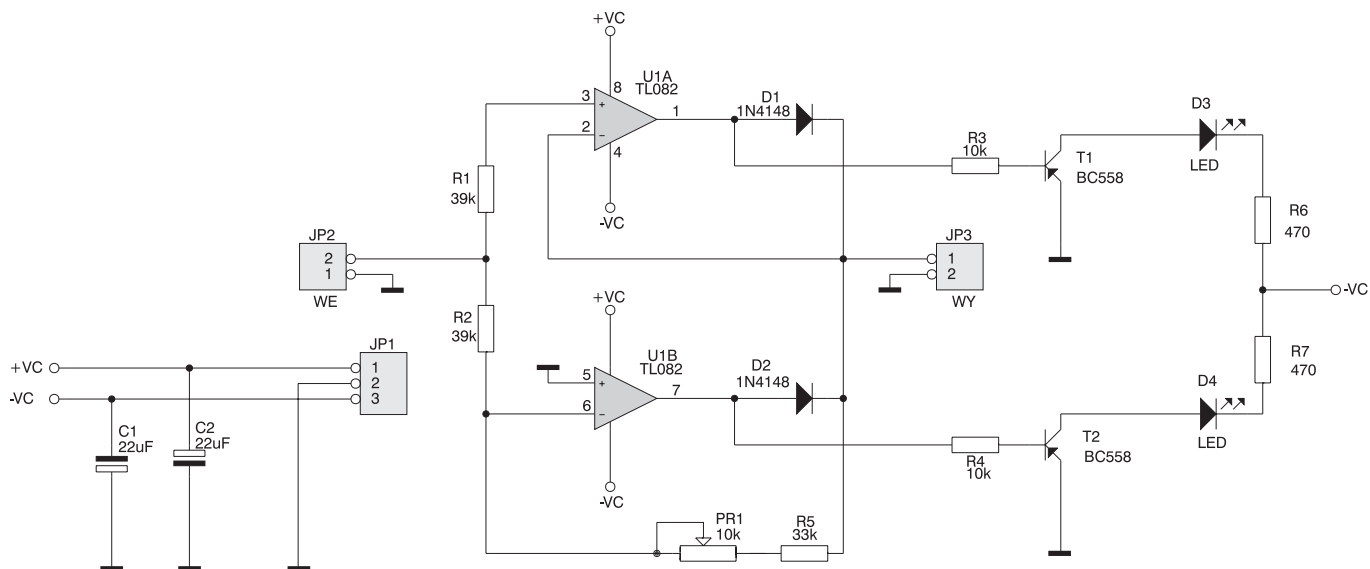 +VC
8
U1A
TL082
3
+
2
−
1
4
-VC
D1
1N4148
R3
10k
T1
BC558
D3
LED
R1
39k
R6
470
JP2
2
1
WE
JP3
1
2
WY
-VC
R2
39k
+VC
U1B
TL082
5
+
6
−
7
-VC
D2
1N4148
R7
470
D4
LED
R4
10k
T2
BC558
JP1
1
2
3
+VC
-VC
C1
22uF
C2
22uF
PR1
10k
R5
33k